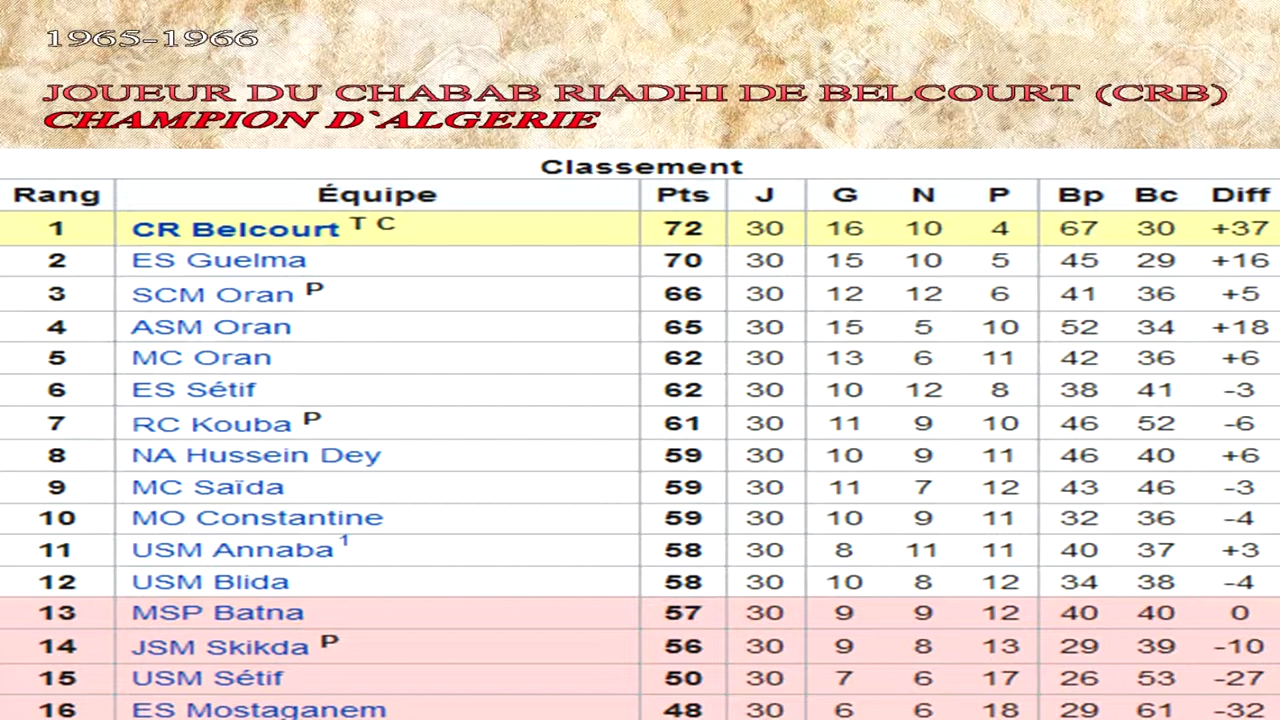 1965-1966
JOUEUR DU CHABAB RIADHI DE BELCOURT (CRB)
CHAMPION D`ALGERIE
Classement
Rang Équipe Pts J G N P Bp Bc Diff
1 CR Belcourt T C 72 30 16 10 4 67 30 +37
2 ES Guelma 70 30 15 10 5 45 29 +16
3 SCM Oran P 66 30 12 12 6 41 36 +5
4 ASM Oran 65 30 15 5 10 52 34 +18
5 MC Oran 62 30 13 6 11 42 36 +6
6 ES Sétif 62 30 10 12 8 38 41 -3
7 RC Kouba P 61 30 11 9 10 46 52 -6
8 NA Hussein Dey 59 30 10 9 11 46 40 +6
9 MC Saïda 59 30 11 7 12 43 46 -3
10 MO Constantine 59 30 10 9 11 32 36 -4
11 USM Annaba 1 58 30 8 11 11 40 37 +3
12 USM Blida 58 30 10 8 12 34 38 -4
13 MSP Batna 57 30 9 9 12 40 40 0
14 JSM Skikda P 56 30 9 8 13 29 39 -10
15 USM Sétif 50 30 7 6 17 26 53 -27
16 ES Mostaganem 48 30 6 6 18 29 61 -32